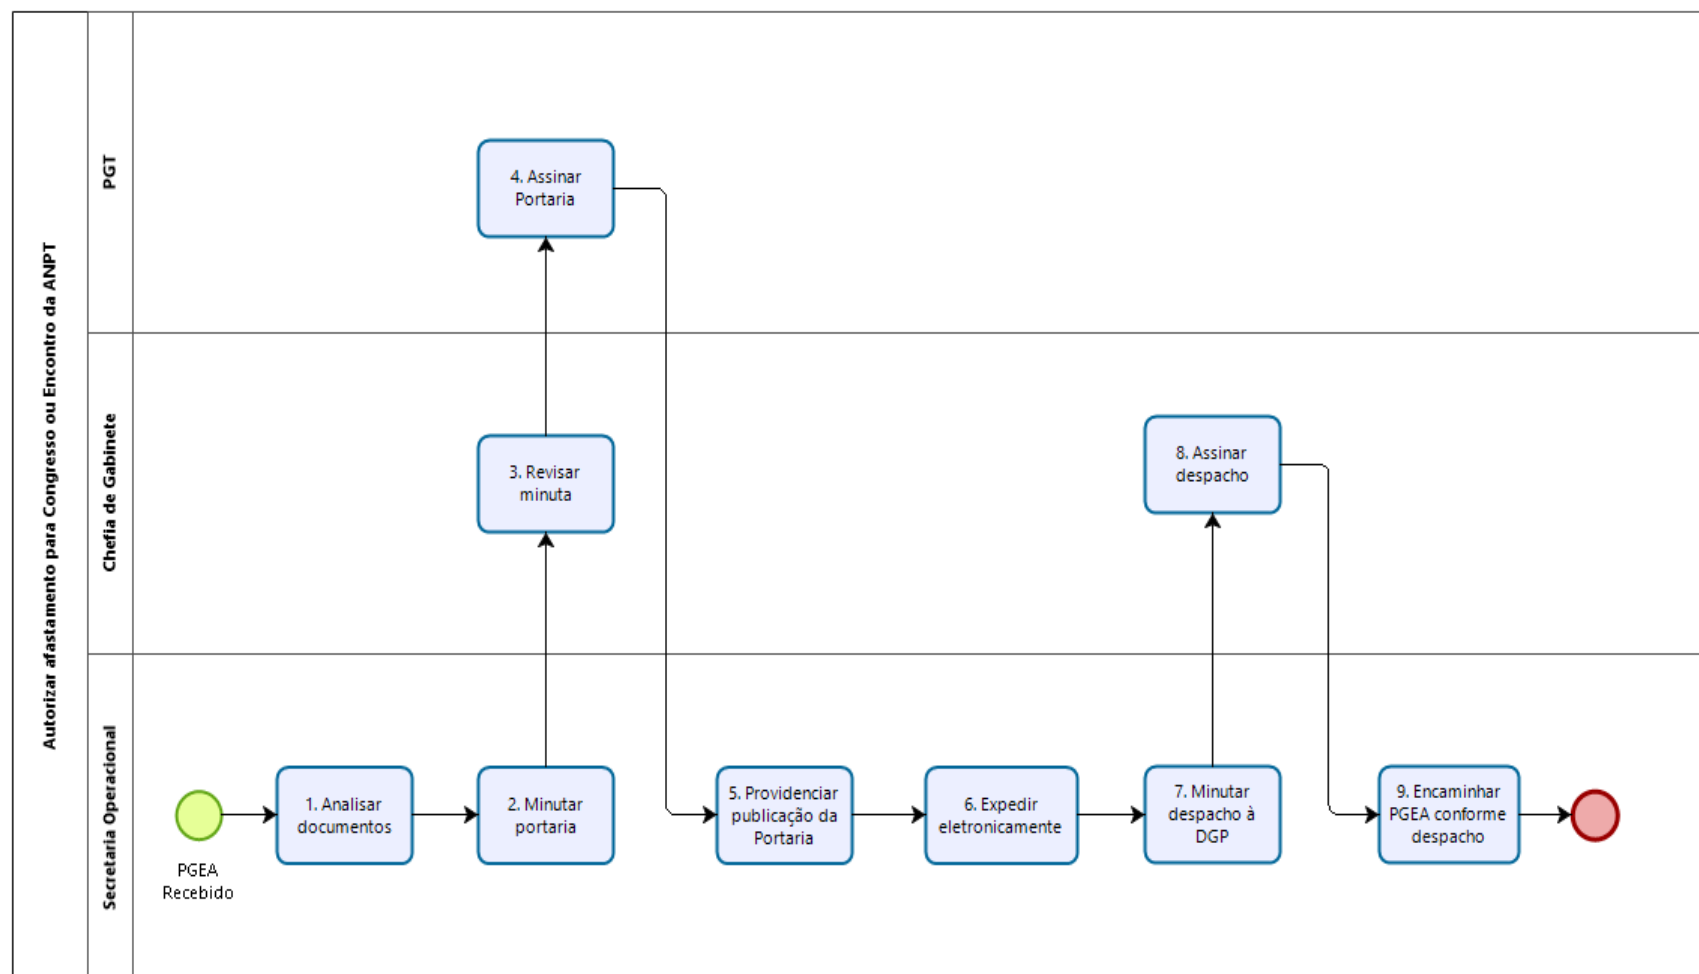 Autorizar afastamento para Congresso ou Encontro da ANPT
PGT
4. Assinar
Portaria
Chefia de Gabinete
3. Revisar
minuta
8. Assinar
despacho
Secretaria Operacional
PGEA
Recebido
1. Analisar
documentos
2. Minutar
portaria
5. Providenciar
publicação da
Portaria
6. Expedir
eletronicamente
7. Minutar
despacho à
DGP
9. Encaminhar
PGEA conforme
despacho